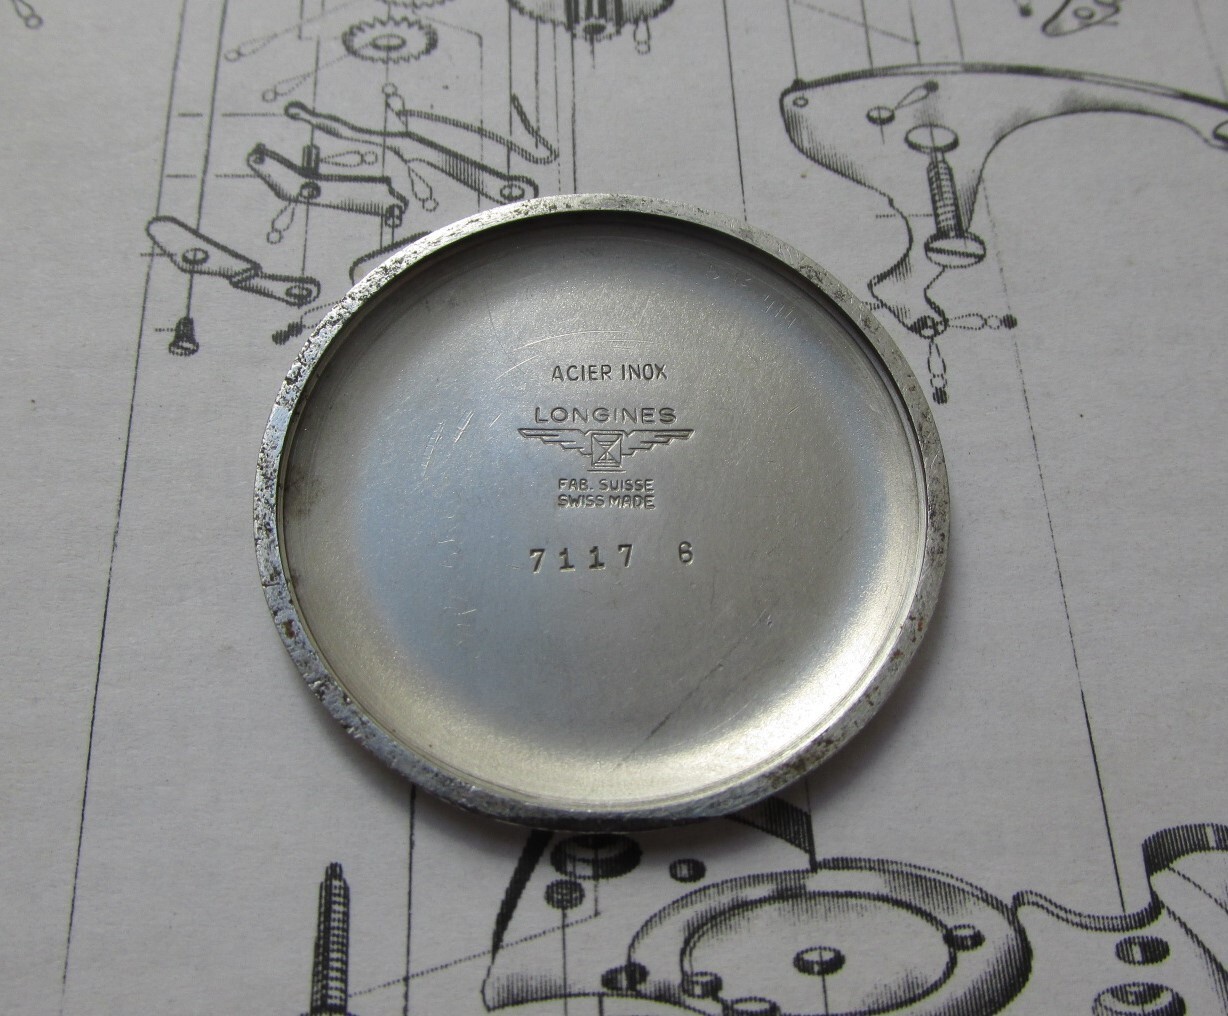 ACIER INOX
LONGINES
FAB. SUISSE
SWISS MADE
7117 6